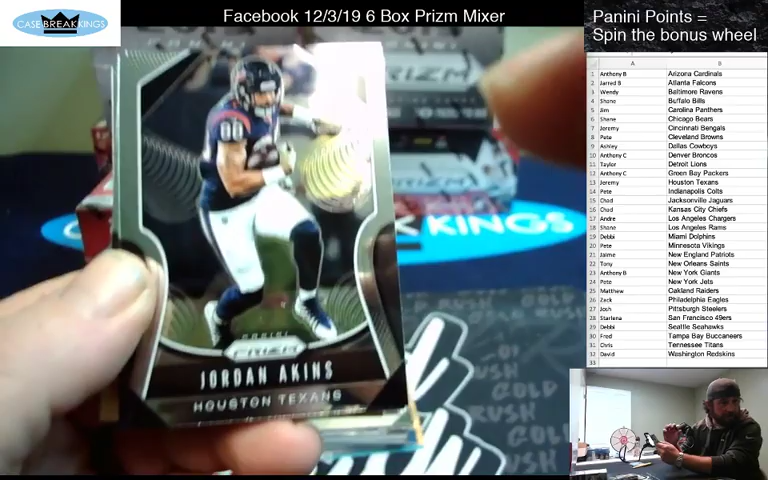 CASE BREAK KINGS
Facebook 12/3/19 6 Box Prizm Mixer
Panini Points =
Spin the bonus wheel
A B
1 Anthony B Arizona Cardinals
2 Jarred B Atlanta Falcons
3 Wendy Baltimore Ravens
4 Shane Buffalo Bills
5 Jim Carolina Panthers
6 Shane Chicago Bears
7 Jeremy Cincinnati Bengals
8 Pete Cleveland Browns
9 Ashley Dallas Cowboys
10 Anthony C Denver Broncos
11 Taylor Detroit Lions
12 Anthony C Green Bay Packers
13 Jeremy Houston Texans
14 Pete Indianapolis Colts
15 Chad Jacksonville Jaguars
16 Chad Kansas City Chiefs
17 Andre Los Angeles Chargers
18 Shane Los Angeles Rams
19 Debbi Miami Dolphins
20 Pete Minnesota Vikings
21 Jaime New England Patriots
22 Tony New Orleans Saints
23 Anthony B New York Giants
24 Pete New York Jets
25 Matthew Oakland Raiders
26 Zack Philadelphia Eagles
27 Josh Pittsburgh Steelers
28 Starlena San Francisco 49ers
29 Debbi Seattle Seahawks
30 Fred Tampa Bay Buccaneers
31 Chris Tennessee Titans
32 David Washington Redskins
33
PRIZM
88
KINGS
PANINI
PRIZM
JORDAN AKINS
HOUSTON TEXANS
GOLD
RUSH
GOLD
RUSH